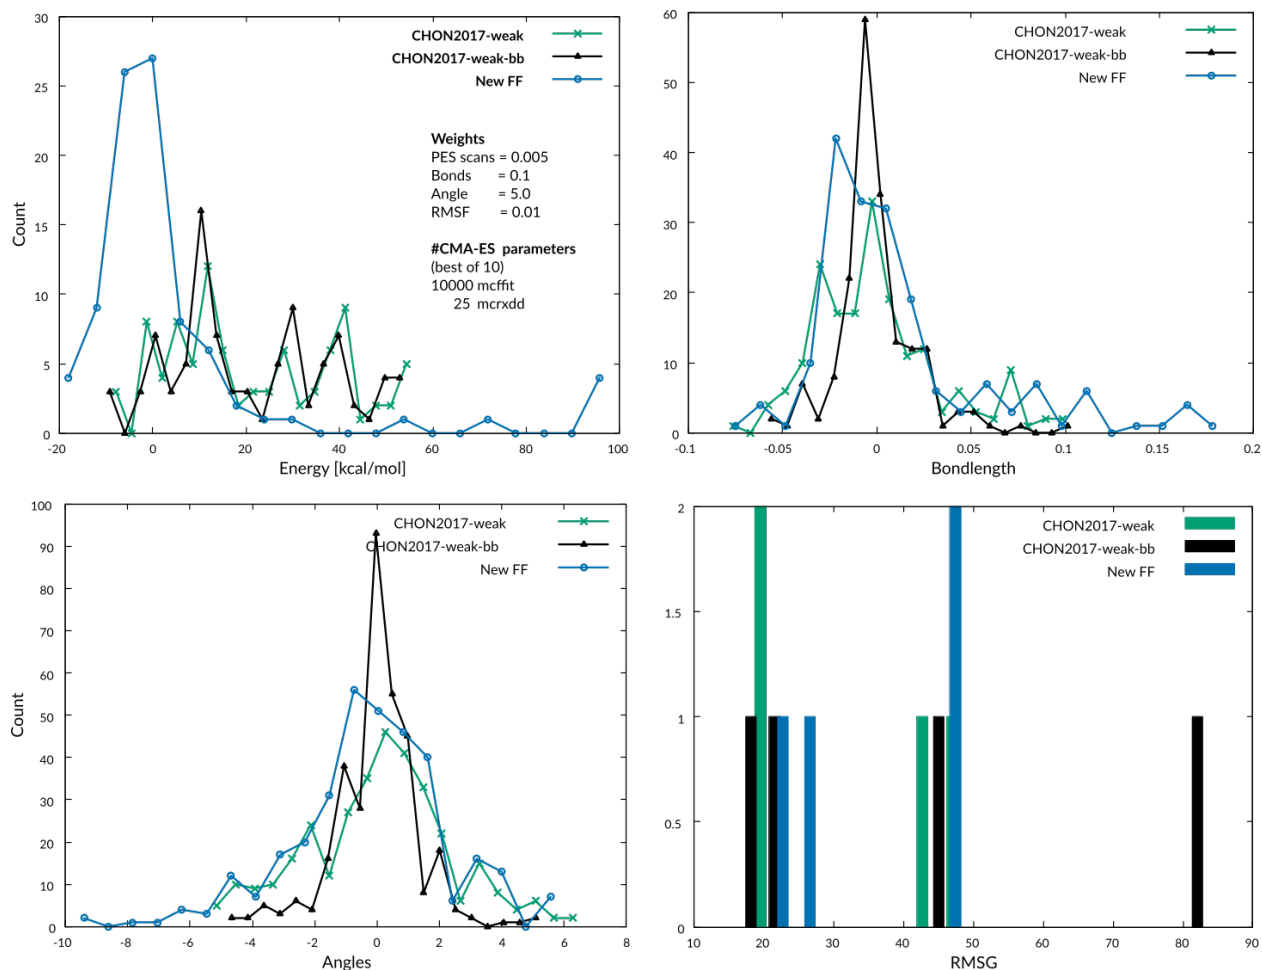 30
25
20
15
10
5
0
-20
0
20
40
60
80
100
Count
Energy [kcal/mol]
CHON2017-weak
CHON2017-weak-bb
New FF
Weights
PES scans = 0.005
Bonds = 0.1
Angle = 5.0
RMSF = 0.01
#CMA-ES parameters
(best of 10)
10000 mcffit
25 mcrxdd
60
50
40
30
20
10
0
-0.1
-0.05
0
0.05
0.1
0.15
0.2
Bondlength
CHON2017-weak
CHON2017-weak-bb
New FF
100
90
80
70
60
50
40
30
20
10
0
-10
-8
-6
-4
-2
0
2
4
6
8
Count
Angles
CHON2017-weak
CHON2017-weak-bb
New FF
2
1.5
1
0.5
0
10
20
30
40
50
60
70
80
90
RMSG
CHON2017-weak
CHON2017-weak-bb
New FF